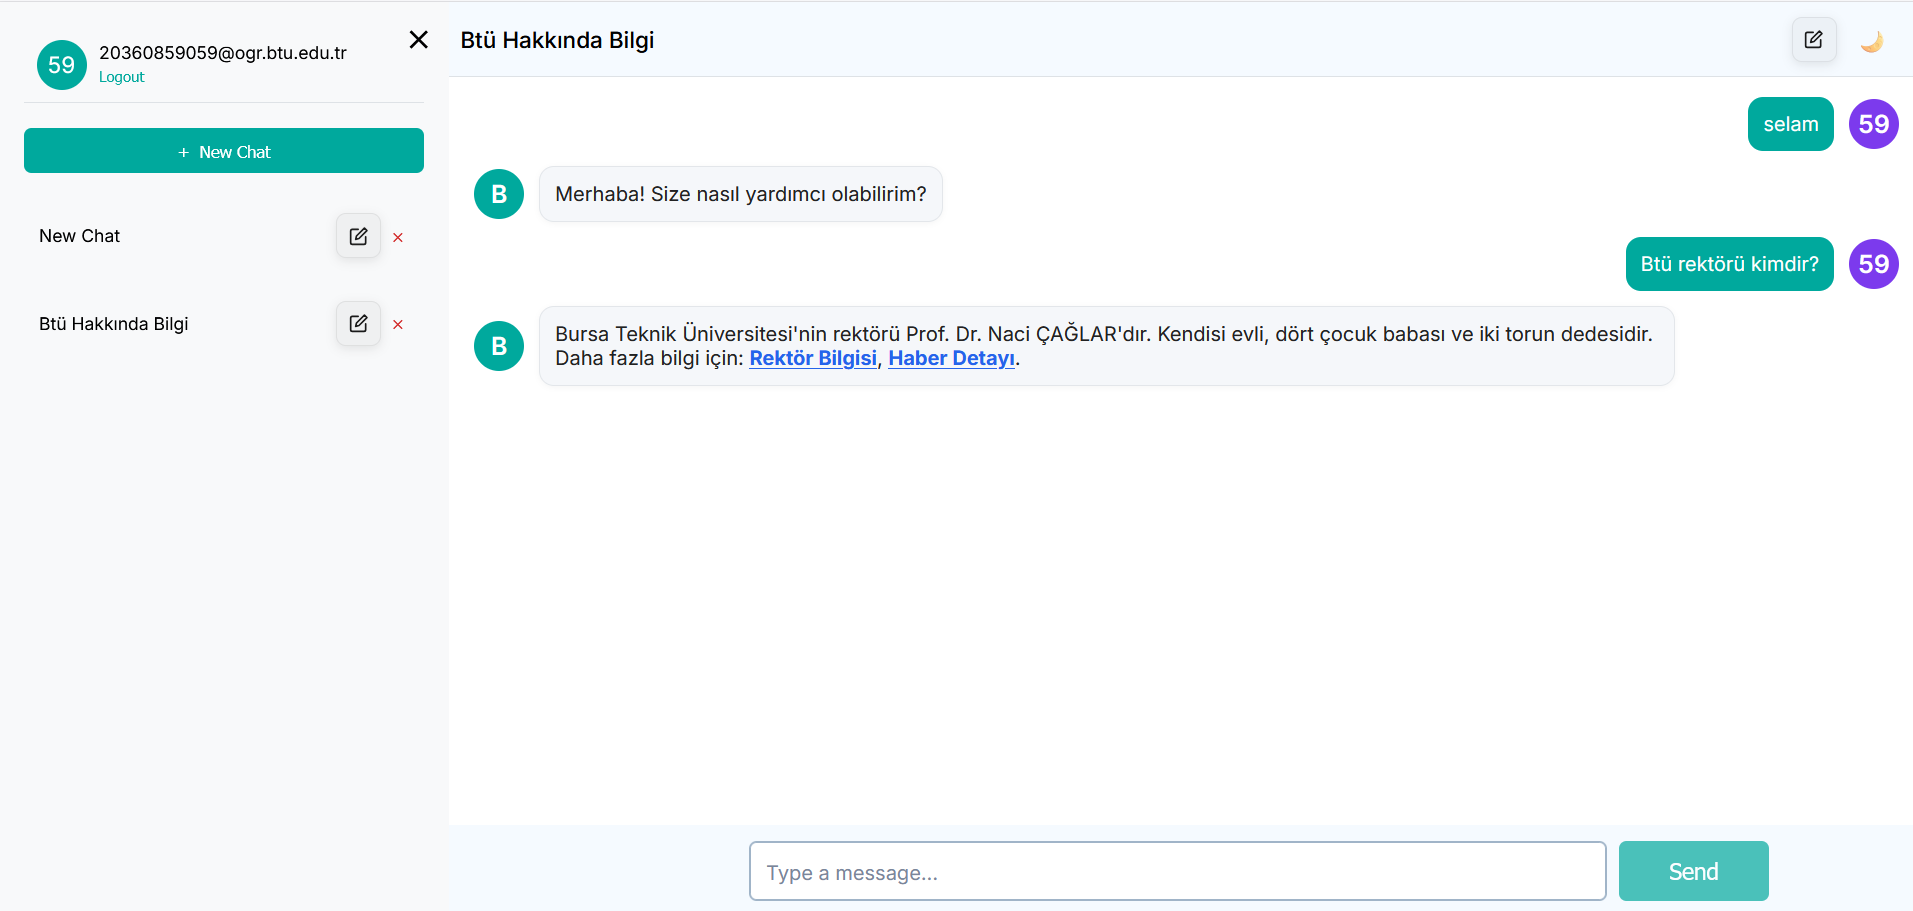 59
20360859059@ogr.btu.edu.tr
Logout
+ New Chat
New Chat
Btü Hakkında Bilgi
Btü Hakkında Bilgi
selam
59
B
Merhaba! Size nasıl yardımcı olabilirim?
Btü rektörü kimdir?
59
B
Bursa Teknik Üniversitesi'nin rektörü Prof. Dr. Naci ÇAĞLAR'dır. Kendisi evli, dört çocuk babası ve iki torun dedesidir.
Daha fazla bilgi için: Rektör Bilgisi, Haber Detayı.
Type a message...
Send